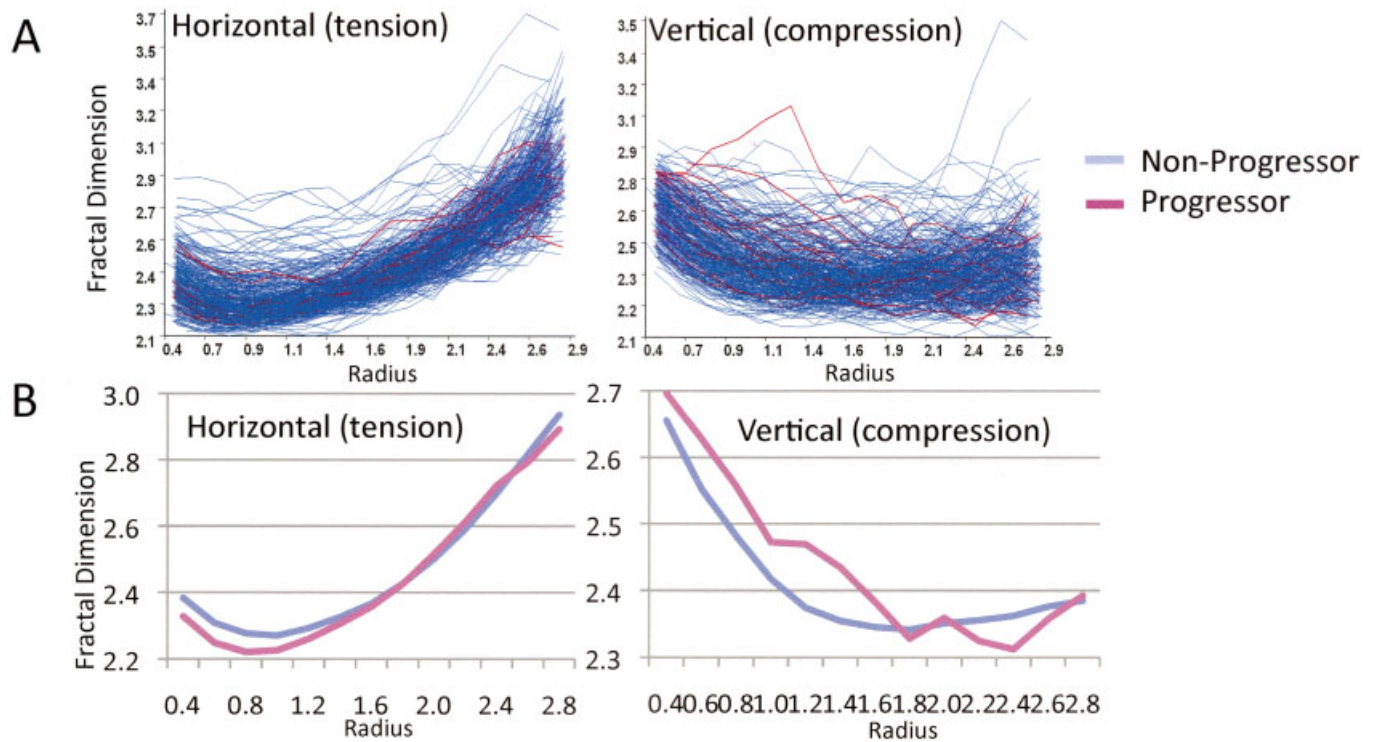 A
Horizontal (tension)
Vertical (compression)
Fractal Dimension
3.7
3.5
3.4
3.2
3.1
2.9
2.7
2.6
2.4
2.3
2.1
0.4 0.7 0.9 1.1 1.4 1.6 1.9 2.1 2.4 2.6 2.9
Radius
3.5
3.4
3.2
3.1
2.9
2.8
2.6
2.5
2.3
2.2
2.1
0.4 0.7 0.9 1.1 1.4 1.6 1.9 2.1 2.4 2.6 2.9
Radius
Non-Progressor
Progressor
B
Horizontal (tension)
Vertical (compression)
Fractal Dimension
3.0
2.8
2.6
2.4
2.2
0.4 0.8 1.2 1.6 2.0 2.4 2.8
Radius
2.7
2.6
2.5
2.4
2.3
0.40.60.81.01.21.41.61.82.02.22.42.62.8
Radius